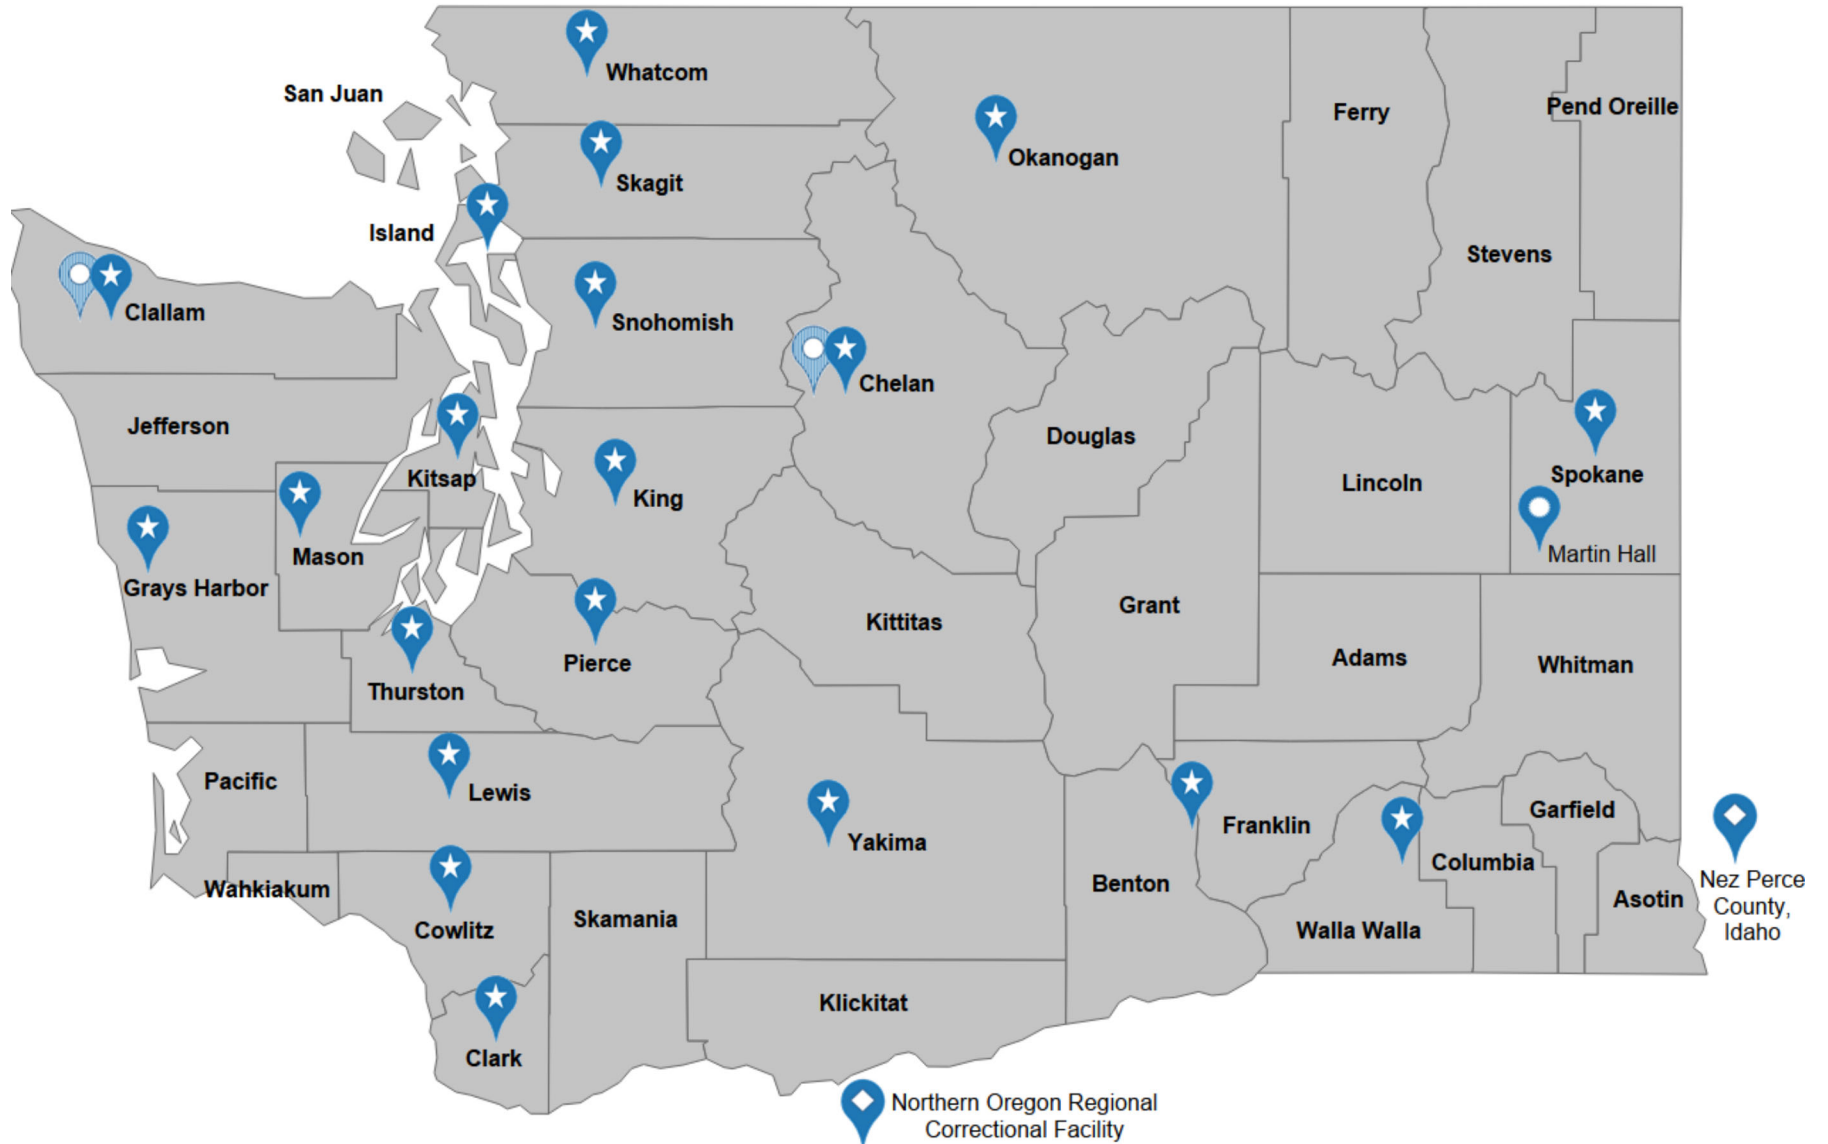 Whatcom
San Juan
Pend Oreille
Ferry
Okanogan
Skagit
Island
Stevens
Clallam
Snohomish
Chelan
Jefferson
Douglas
Kitsap
Spokane
Lincoln
King
Mason
Martin Hall
Grays Harbor
Grant
Kittitas
Adams
Pierce
Whitman
Thurston
Pacific
Lewis
Garfield
Franklin
Yakima
Columbia
Benton
Nez Perce
County,
Idaho
Wahkiakum
Asotin
Skamania
Cowlitz
Walla Walla
Klickitat
Clark
Northern Oregon Regional
Correctional Facility